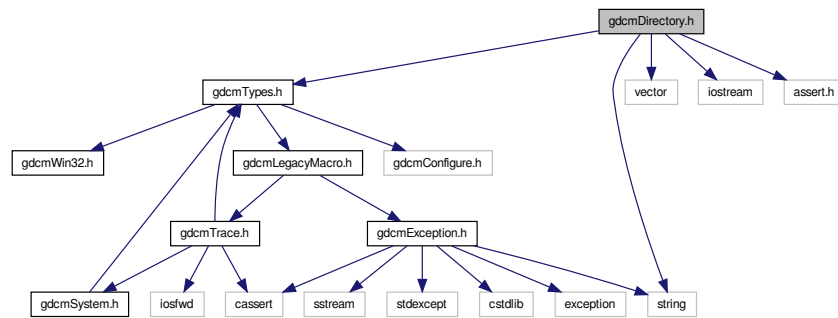 gdcmDirectory.h
gdcmTypes.h
vector
iostream
assert.h
gdcmWin32.h
gdcmLegacyMacro.h
gdcmConfigure.h
gdcmTrace.h
gdcmException.h
gdcmSystem.h
iosfwd
cassert
sstream
stdexcept
cstdlib
exception
string